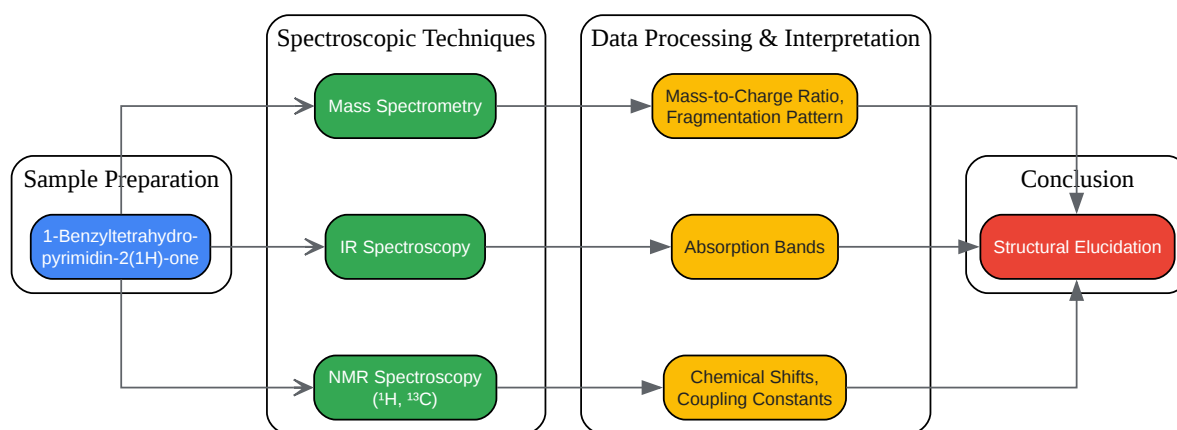 Spectroscopic Techniques
Data Processing & Interpretation
Mass Spectrometry
Mass-to-Charge Ratio,
Fragmentation Pattern
Sample Preparation
Conclusion
1-Benzyltetrahydro-
pyrimidin-2(1H)-one
IR Spectroscopy
Absorption Bands
Structural Elucidation
NMR Spectroscopy
(¹H, ¹³C)
Chemical Shifts,
Coupling Constants